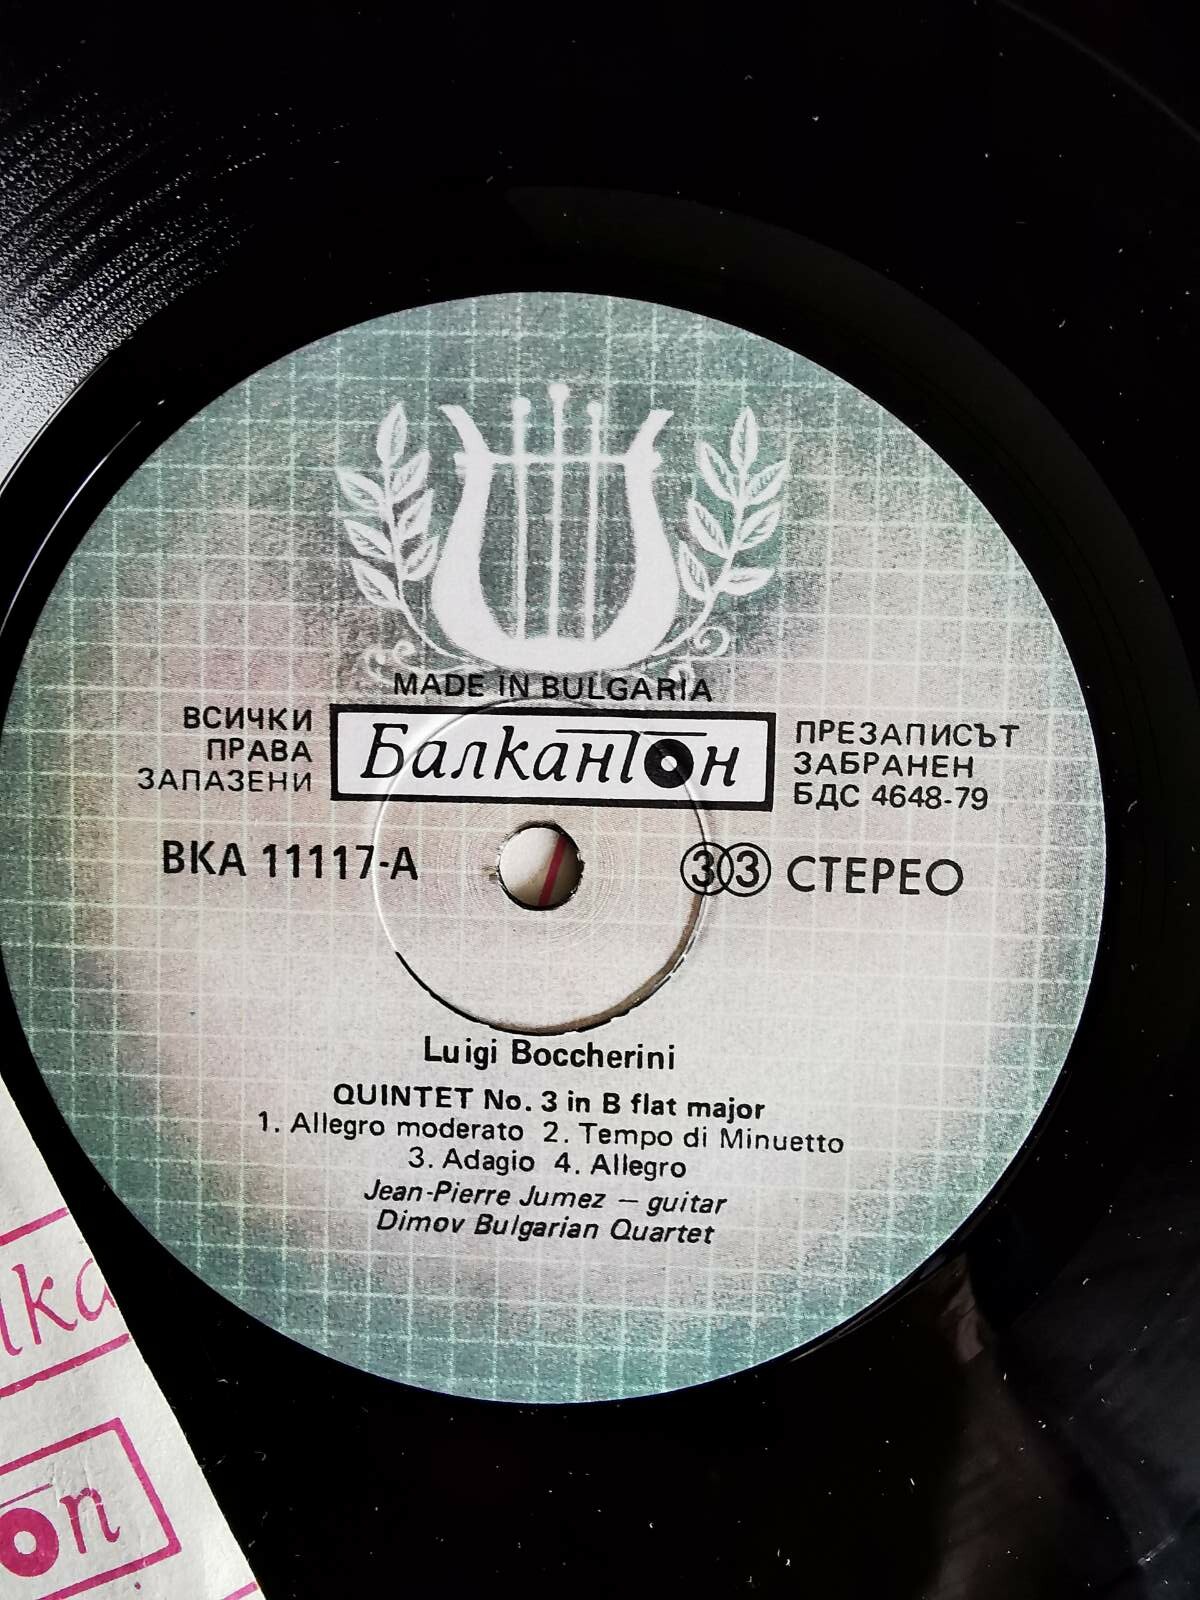 MADE IN BULGARIA
ВСИЧКИ
ПРАВА
ЗАПАЗЕНИ
Балкантон
ПРЕЗАПИСЪТ
ЗАБРАНЕН
БДС 4648-79
ВКА 11117-А
33 СТЕРЕО
Luigi Boccherini
QUINTET No. 3 in B flat major
1. Allegro moderato 2. Tempo di Minuetto
3. Adagio 4. Allegro
Jean-Pierre Jumez — guitar
Dimov Bulgarian Quartet